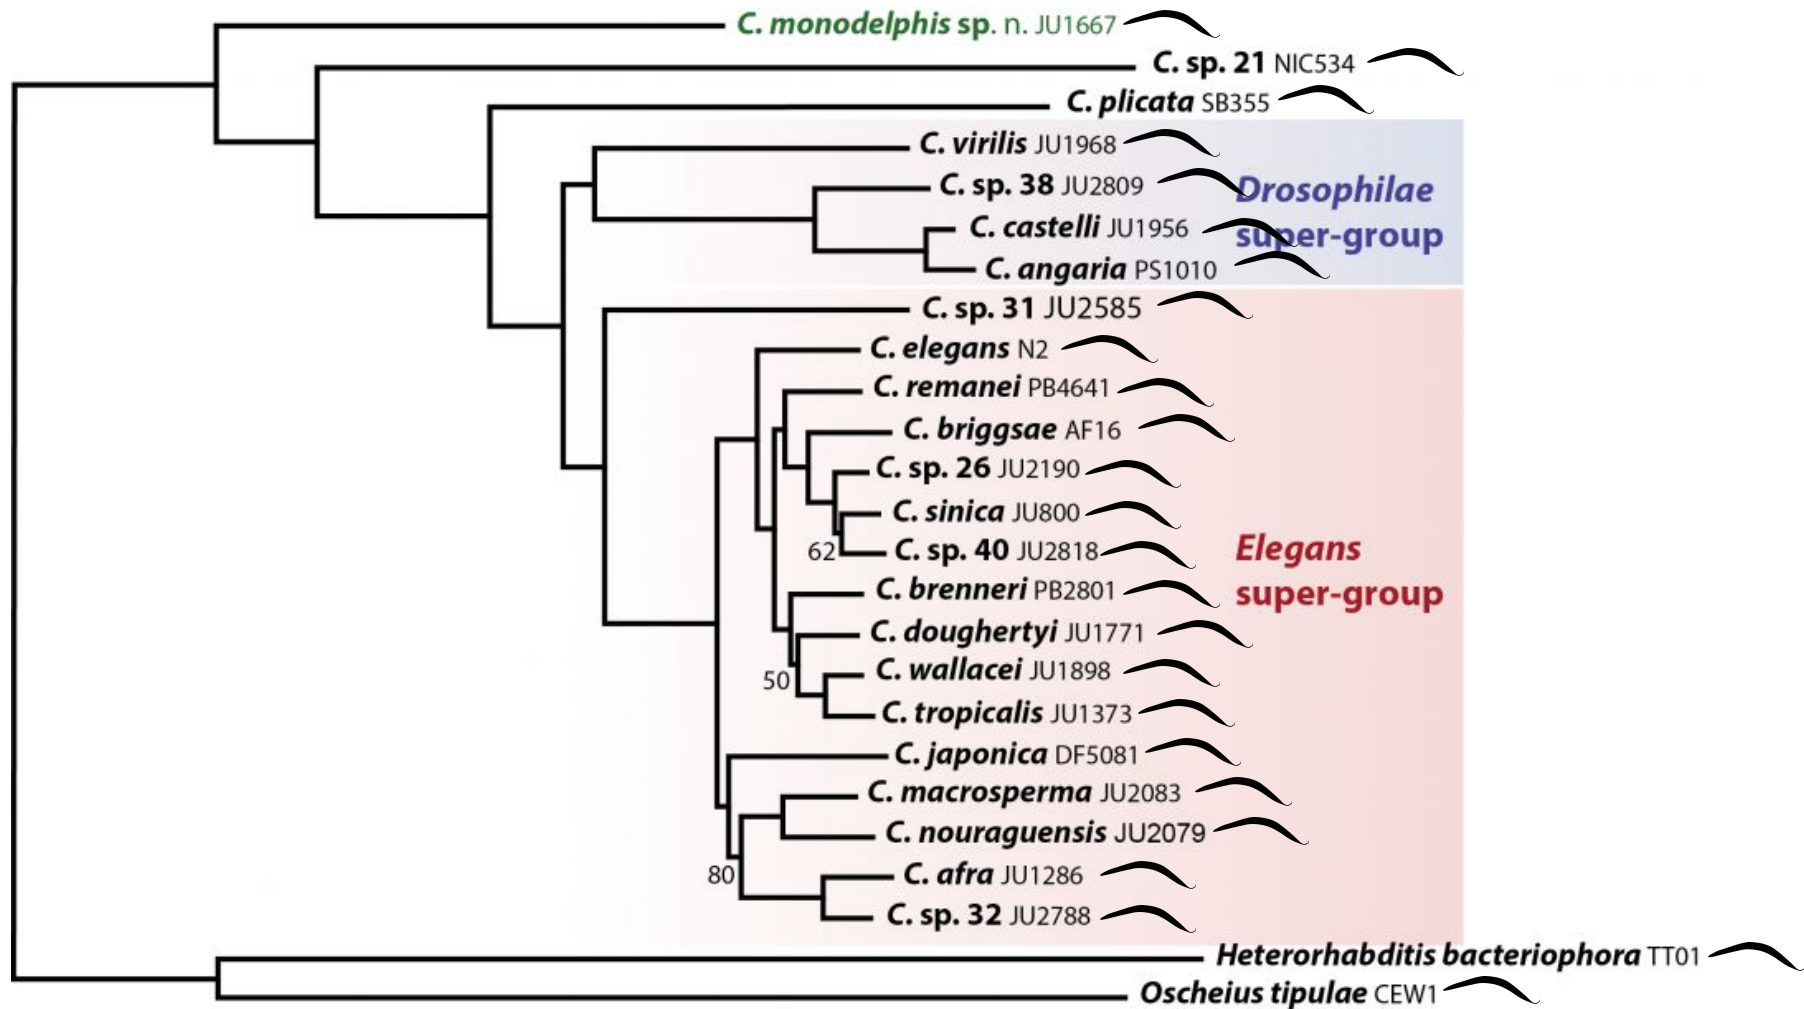 C. monodelphis sp. n. JU1667
C. sp. 21 NIC534
C. plicata SB355
C. virilis JU1968
C. sp. 38 JU2809
Drosophilae
super-group
C. castelli JU1956
C. angaria PS1010
C. sp. 31 JU2585
C. elegans N2
C. remanei PB4641
C. briggsae AF16
C. sp. 26 JU2190
C. sinica JU800
62
C. sp. 40 JU2818
Elegans
super-group
C. brenneri PB2801
C. doughertyi JU1771
C. wallacei JU1898
50
C. tropicalis JU1373
C. japonica DF5081
C. macrosperma JU2083
C. nouraguensis JU2079
80
C. afra JU1286
C. sp. 32 JU2788
Heterorhabditis bacteriophora TT01
Oscheius tipulae CEW1